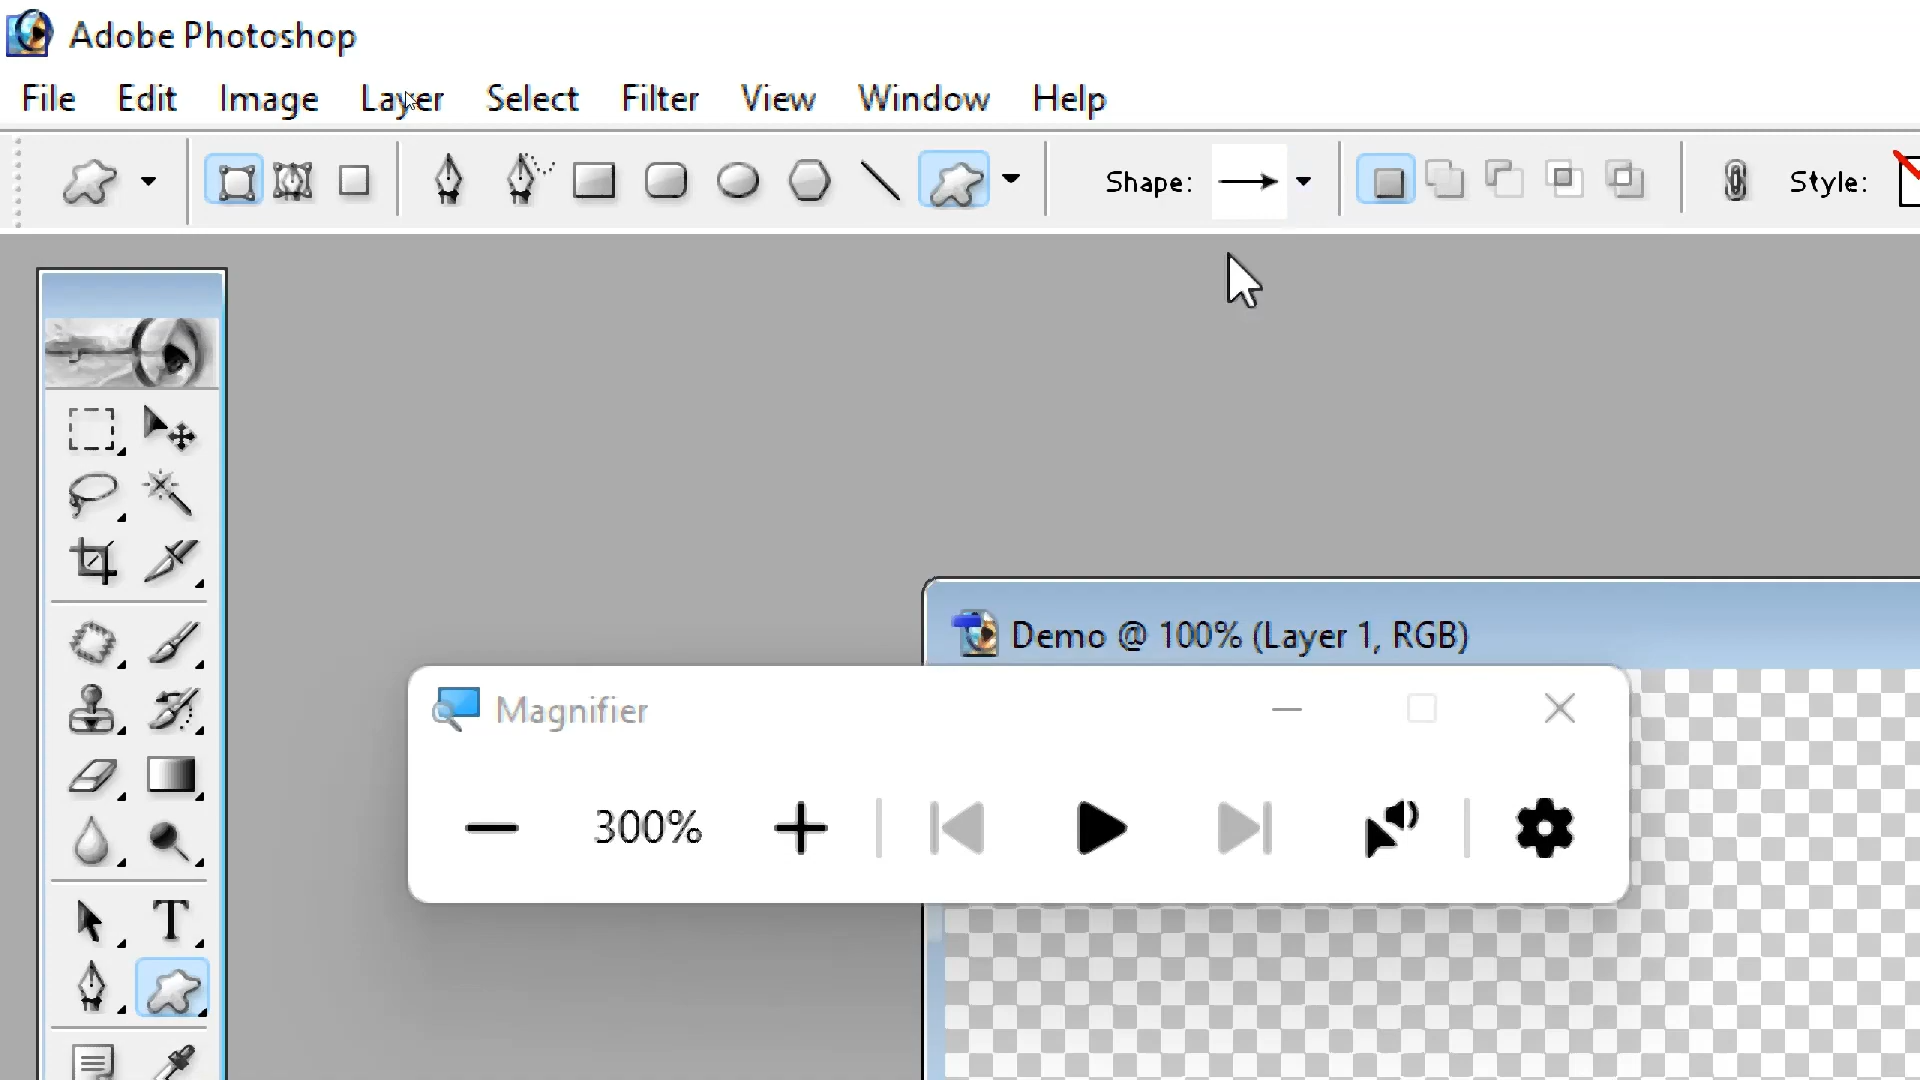 Adobe Photoshop
File Edit Image Layer Select Filter View Window Help
Shape: Style:
Demo @ 100% (Layer 1, RGB)
Magnifier
300%
T